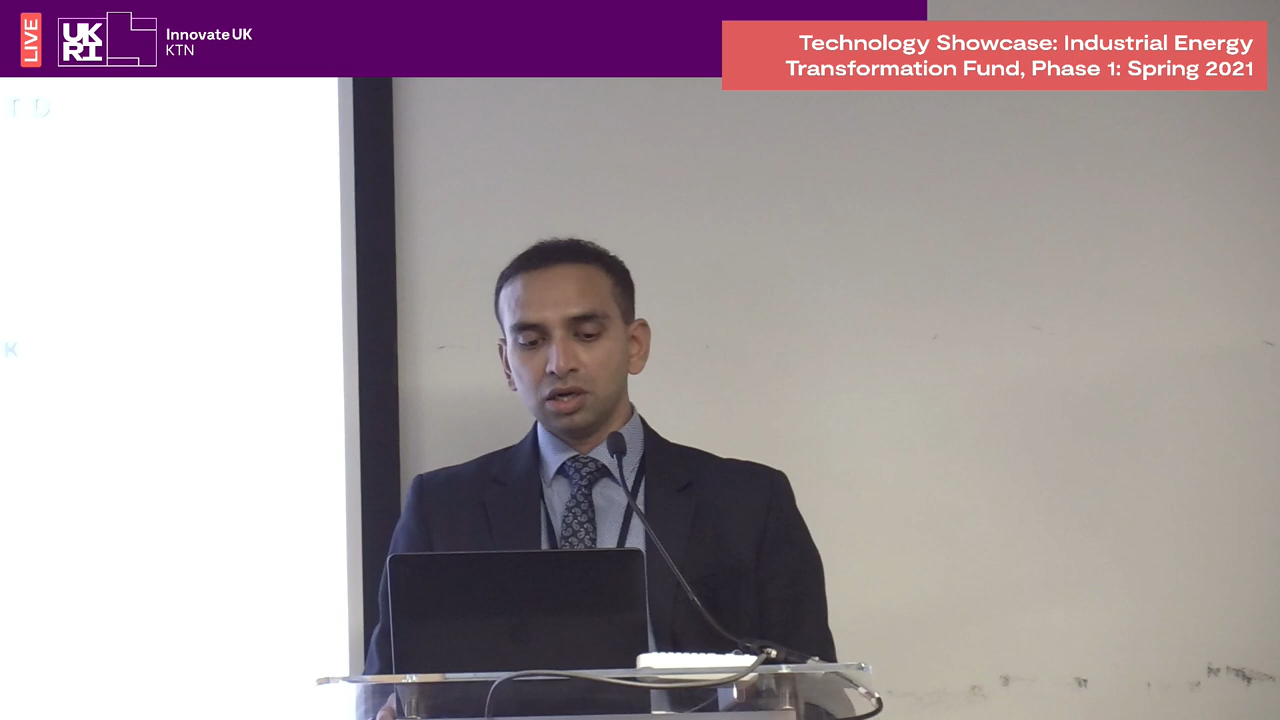 LIVE
UK
RI
Innovate UK
KTN
Technology Showcase: Industrial Energy
Transformation Fund, Phase 1: Spring 2021
T D
K